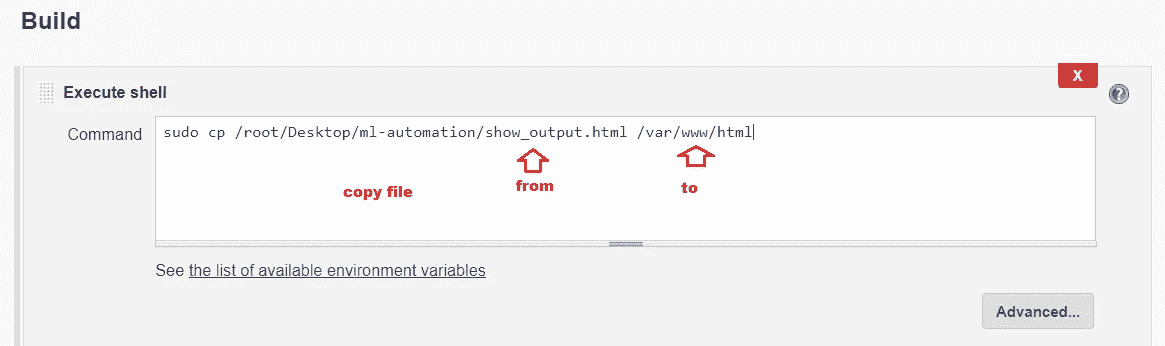 Build
Execute shell
X
?
Command
sudo cp /root/Desktop/ml-automation/show_output.html /var/www/html
from
to
copy file
See the list of available environment variables
Advanced...